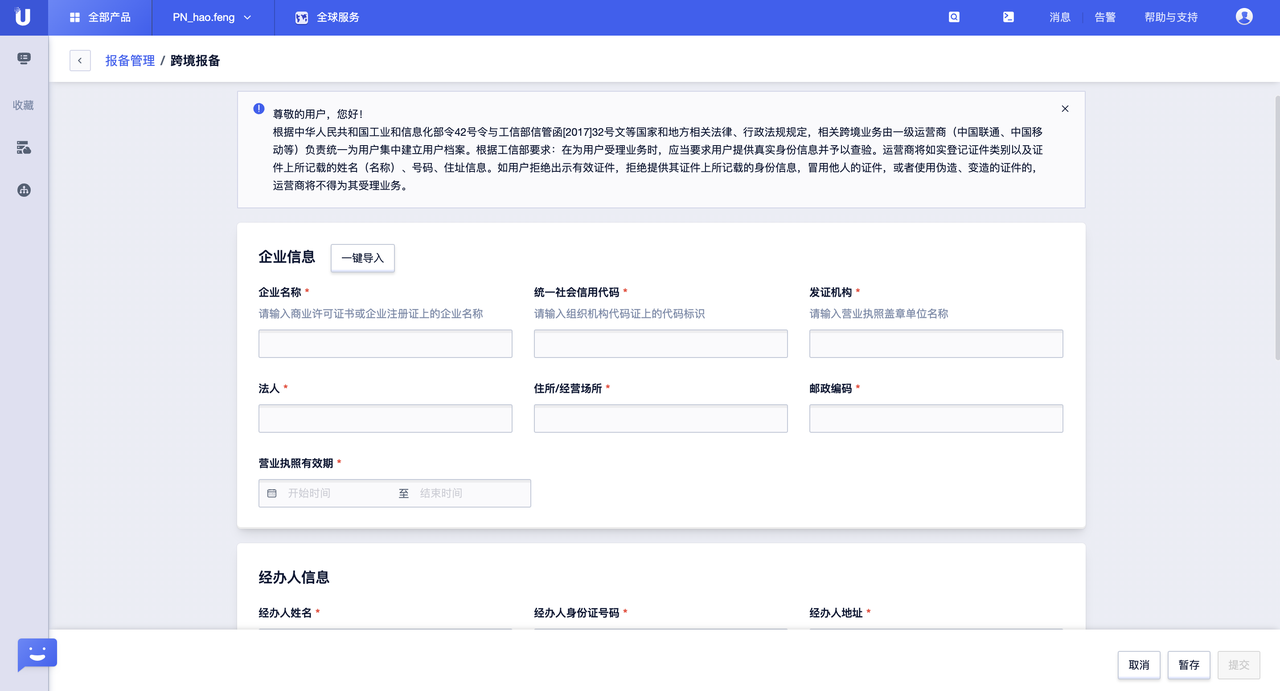 全部产品 PN_hao.feng 全球服务 消息 告警 帮助与支持
收藏
报备管理 / 跨境报备
尊敬的用户，您好！
根据中华人民共和国工业和信息化部令42号令与工信部信管函[2017]32号文等国家和地方相关法律、行政法规规定，相关跨境业务由一级运营商（中国联通、中国移
动等）负责统一为用户集中建立用户档案。根据工信部要求：在为用户受理业务时，应当要求用户提供真实身份信息并予以查验。运营商将如实登记证件类别以及证
件上所记载的姓名（名称）、号码、住址信息。如用户拒绝出示有效证件，拒绝提供其证件上所记载的身份信息，冒用他人的证件，或者使用伪造、变造的证件的，
运营商将不得为其受理业务。
企业信息 一键导入
企业名称 * 统一社会信用代码 * 发证机构 *
请输入商业许可证书或企业注册证上的企业名称 请输入组织机构代码证上的代码标识 请输入营业执照盖章单位名称
法人 * 住所/经营场所 * 邮政编码 *
营业执照有效期 *
开始时间 至 结束时间
经办人信息
经办人姓名 * 经办人身份证号码 * 经办人地址 *
取消 暂存 提交